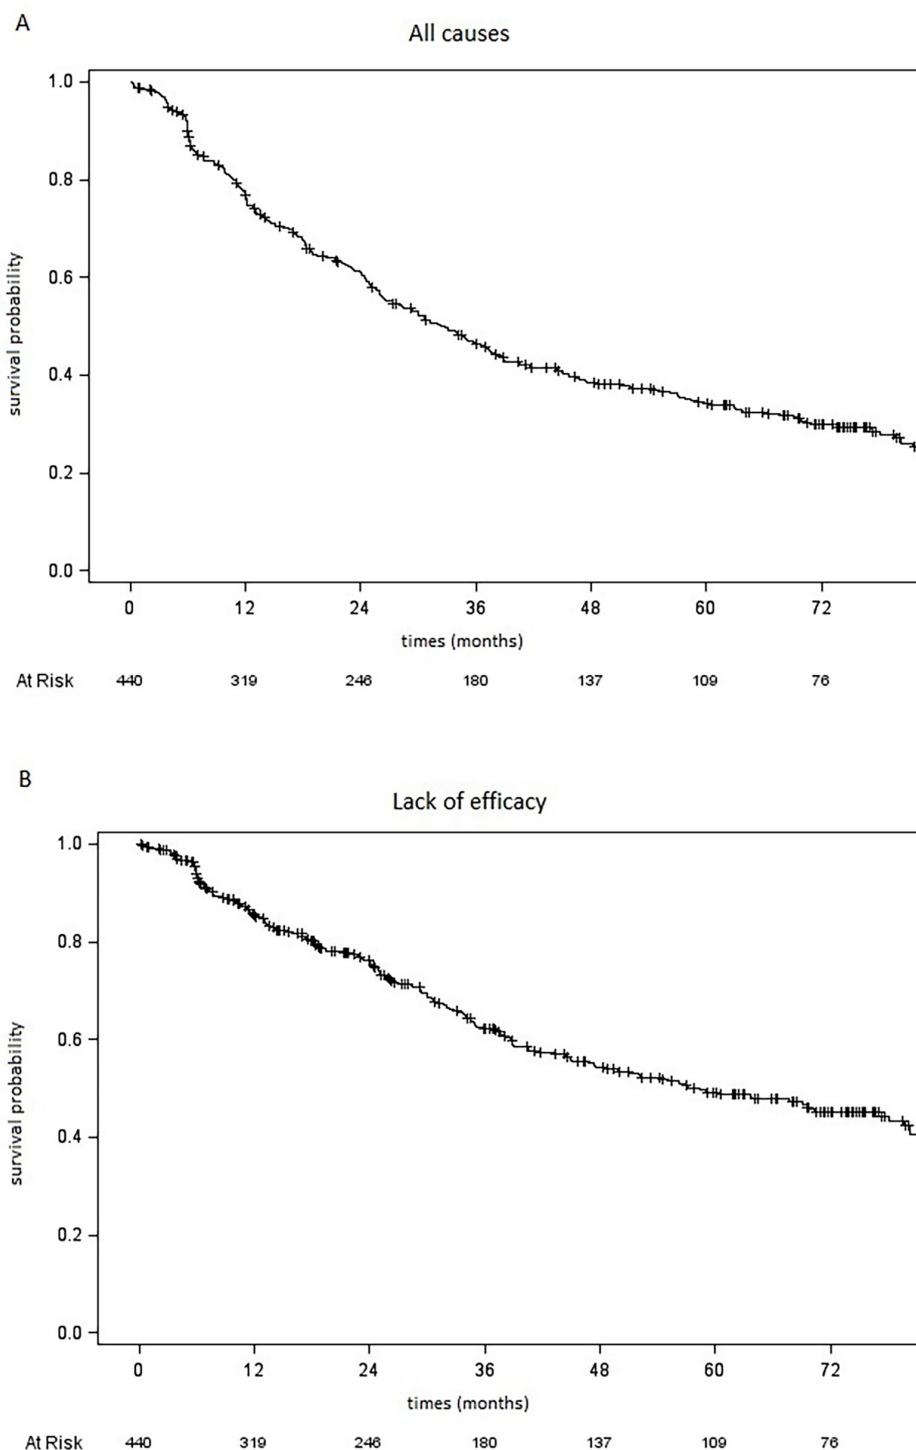 A
All causes
1.0
0.8
0.6
0.4
0.2
0.0
survival probability
0 12 24 36 48 60 72
times (months)
At Risk 440 319 246 180 137 109 76
B
Lack of efficacy
1.0
0.8
0.6
0.4
0.2
0.0
survival probability
0 12 24 36 48 60 72
times (months)
At Risk 440 319 246 180 137 109 76